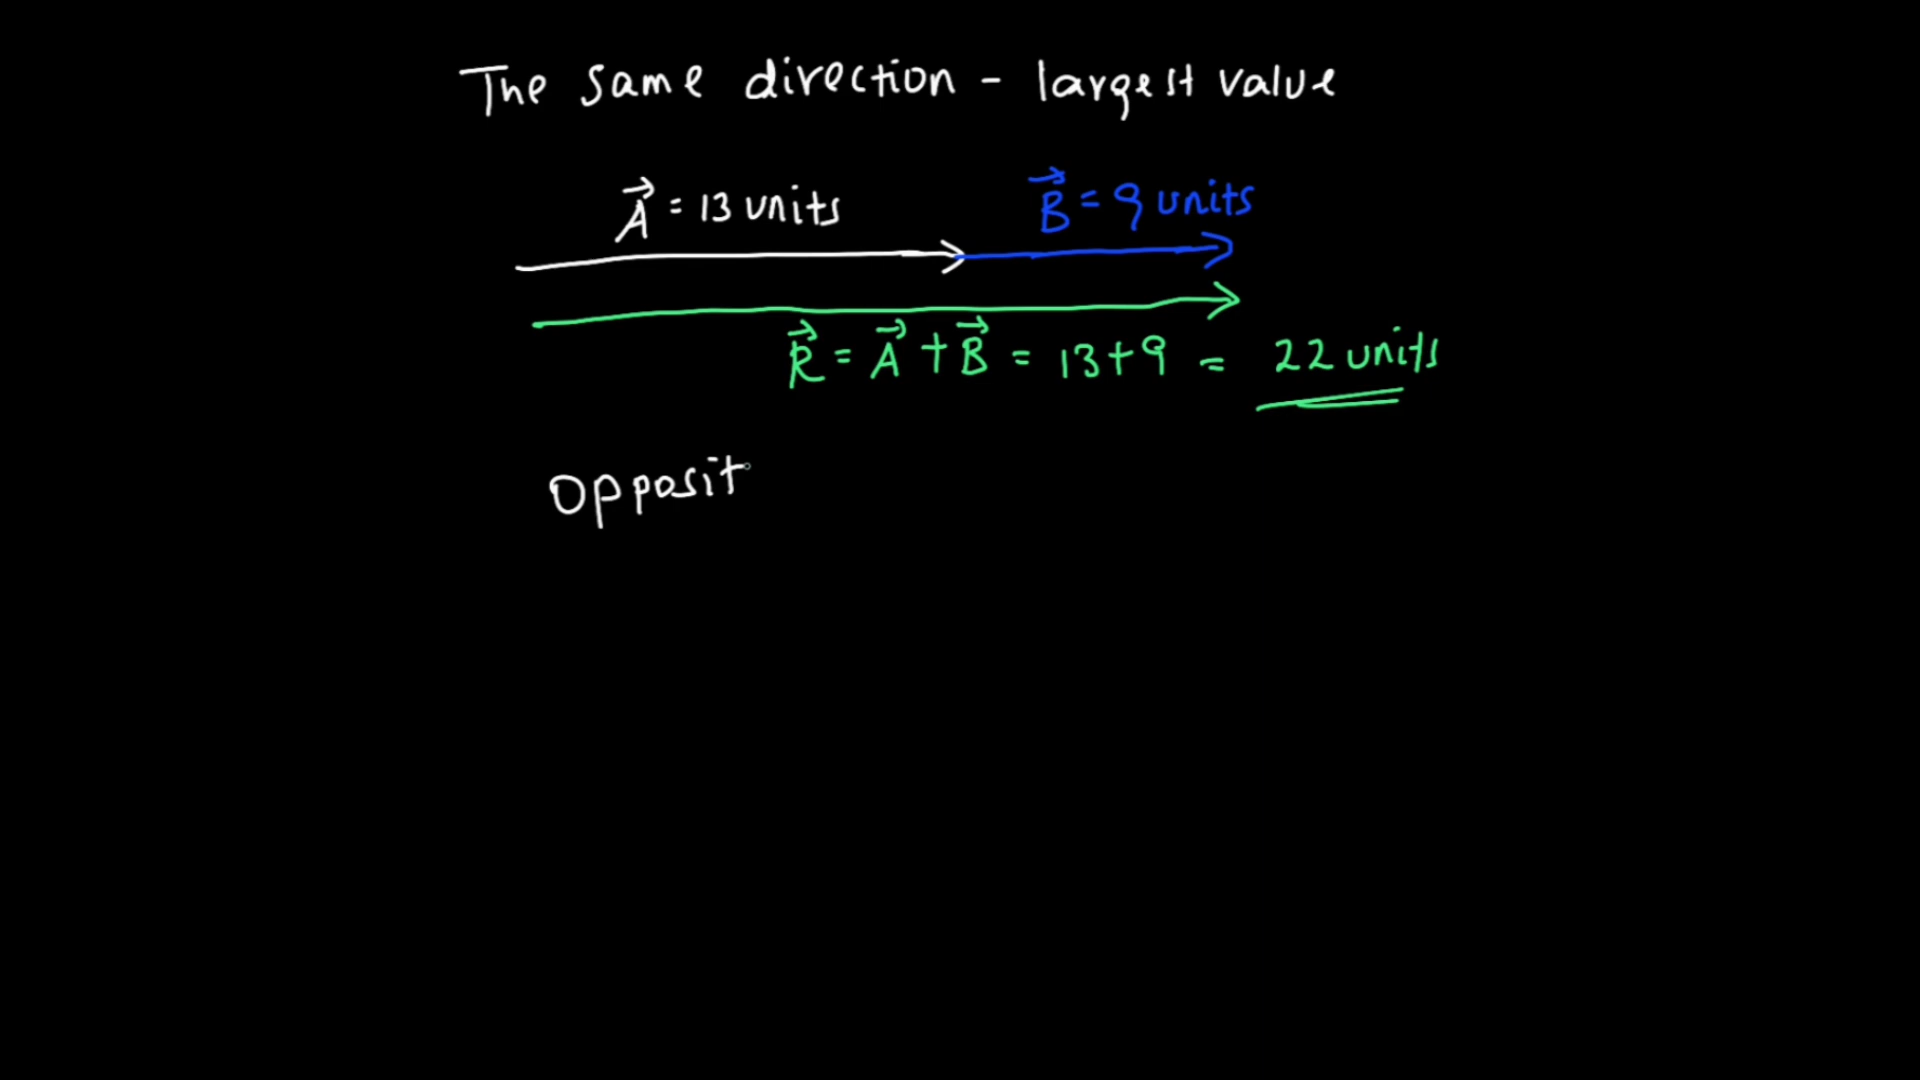 The same direction - largest value
A⃗ = 13 units B⃗ = 9 units
R⃗ = A⃗ + B⃗ = 13+9 = 22 units
opposit